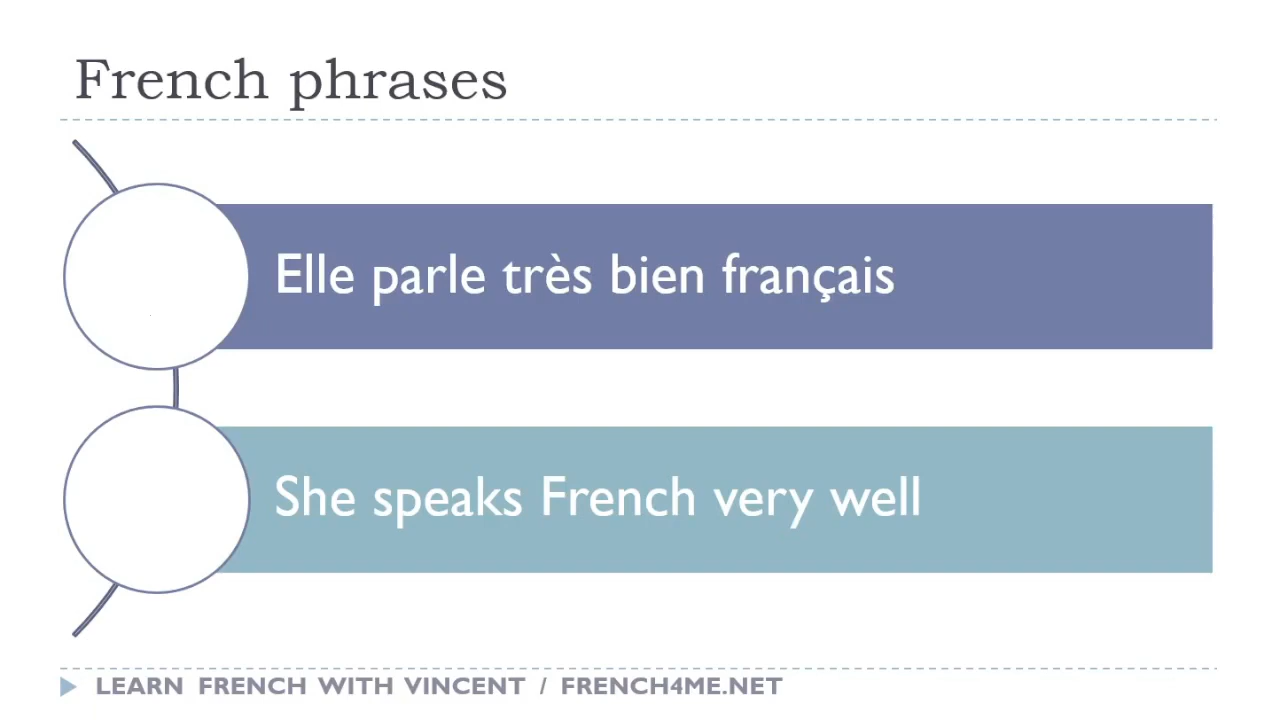 French phrases
Elle parle très bien français
She speaks French very well
LEARN FRENCH WITH VINCENT / FRENCH4ME.NET